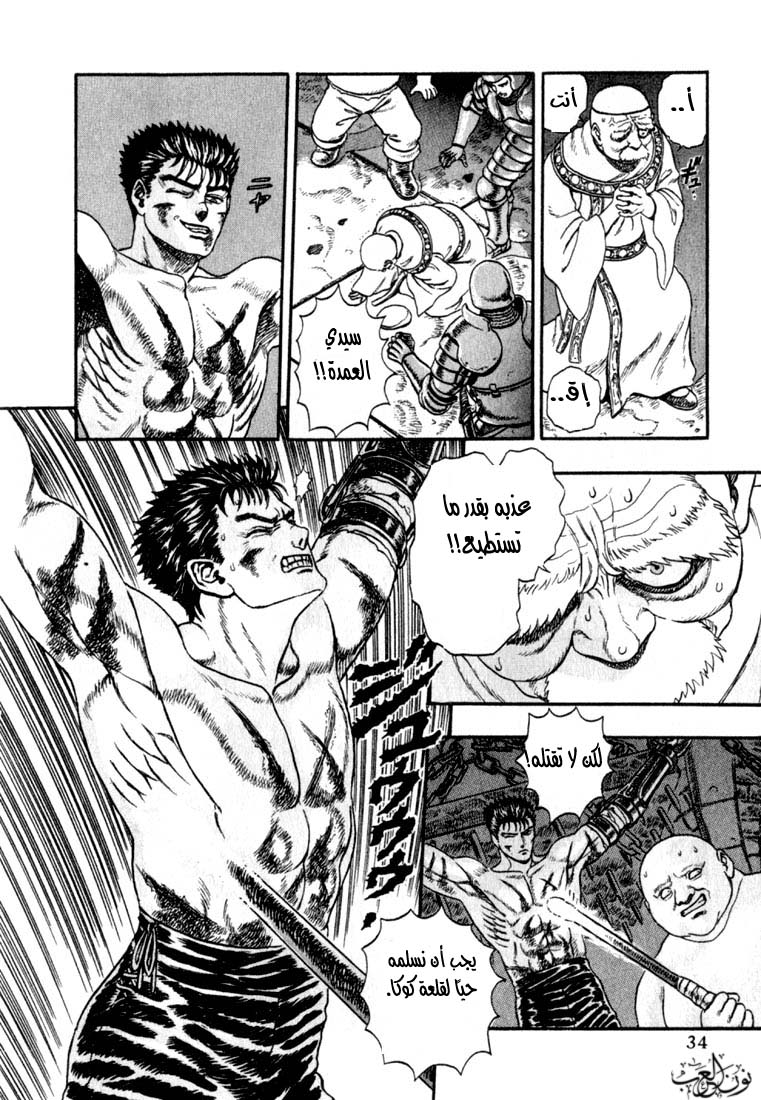 أ..
أنت
إق..
سيدي
العمدة!!
عذبه بقدر ما
تستطيع!!
لكن لا تقتله!
يجب أن نسلمه
حيًا لقلعة كوكا.
34
نون العرب